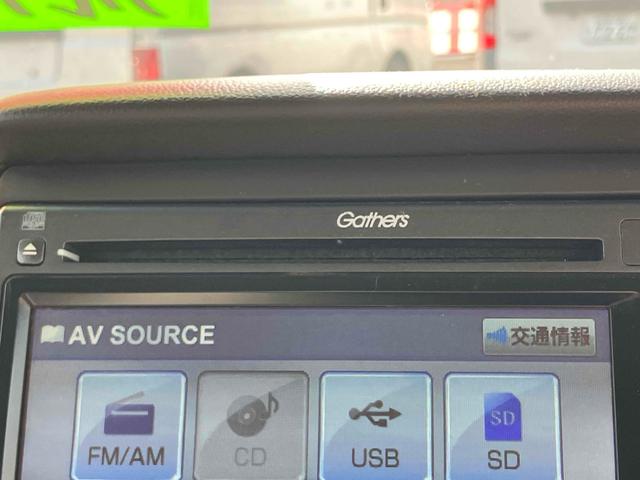 Gathers
AV SOURCE
交通情報
FM/AM
CD
USB
SD
SD